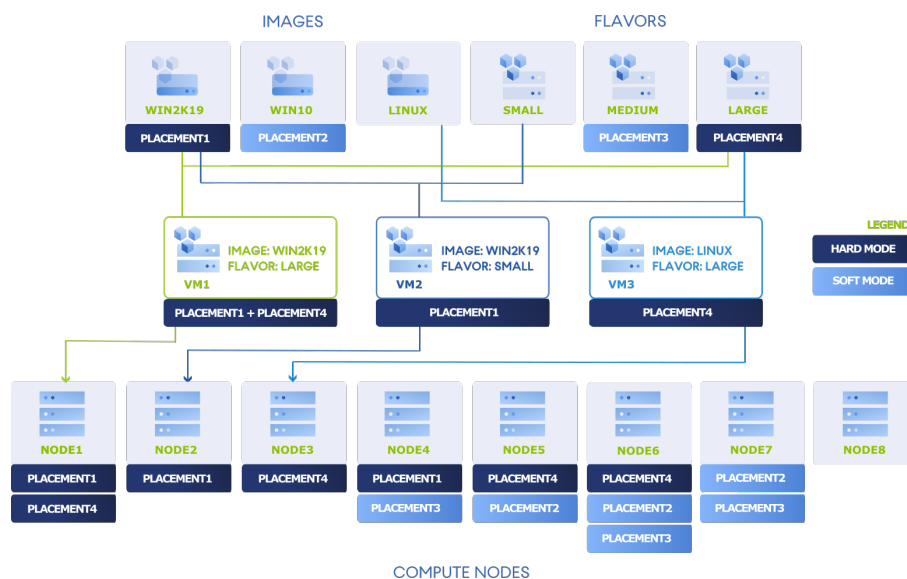 IMAGES
FLAVORS
WIN2K19
WIN10
LINUX
SMALL
MEDIUM
LARGE
PLACEMENT1
PLACEMENT2
PLACEMENT3
PLACEMENT4
IMAGE: WIN2K19
FLAVOR: LARGE
VM1
IMAGE: WIN2K19
FLAVOR: SMALL
VM2
IMAGE: LINUX
FLAVOR: LARGE
VM3
LEGEND
HARD MODE
SOFT MODE
PLACEMENT1 + PLACEMENT4
PLACEMENT1
PLACEMENT4
NODE1
NODE2
NODE3
NODE4
NODE5
NODE6
NODE7
NODE8
PLACEMENT1
PLACEMENT1
PLACEMENT4
PLACEMENT1
PLACEMENT4
PLACEMENT4
PLACEMENT2
PLACEMENT4
PLACEMENT3
PLACEMENT2
PLACEMENT2
PLACEMENT3
PLACEMENT3
COMPUTE NODES